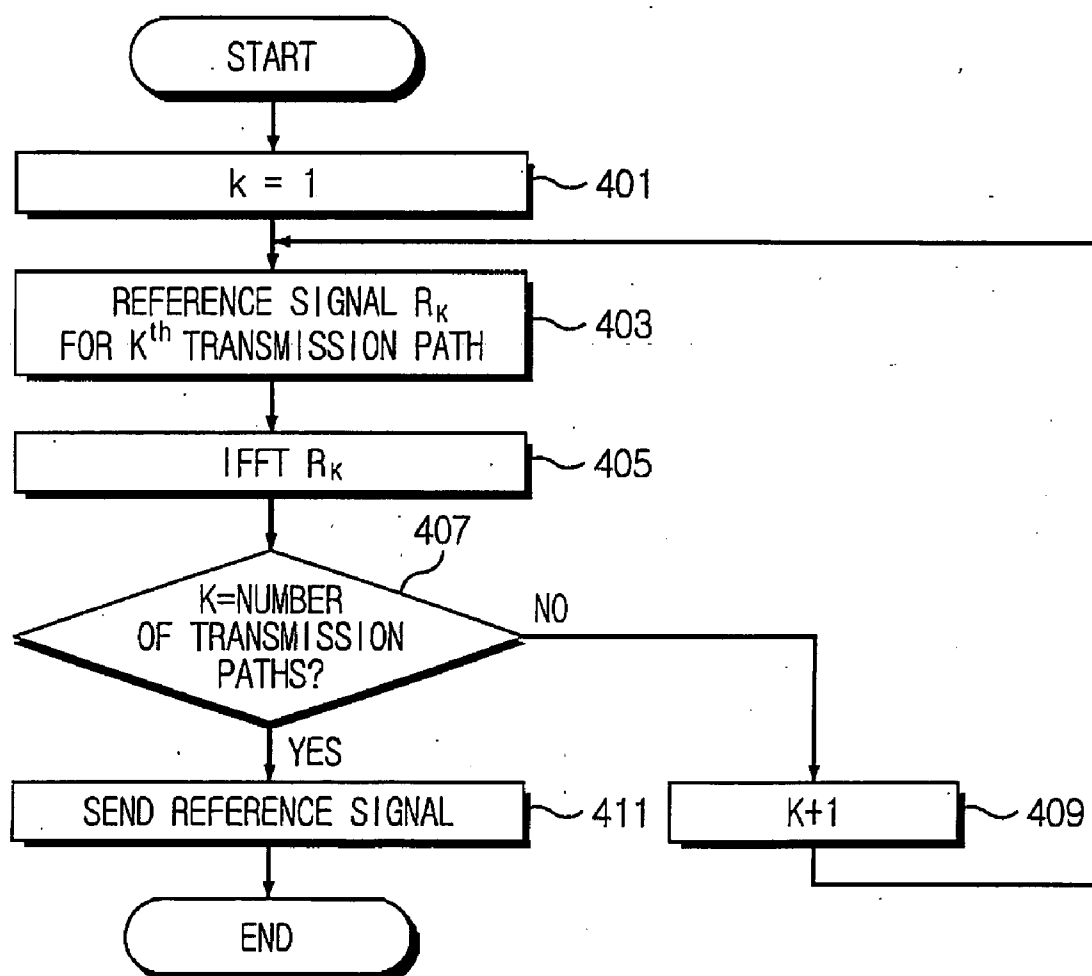 START
k = 1
401
REFERENCE SIGNAL RK
FOR Kth TRANSMISSION PATH
403
IFFT RK
405
407
K=NUMBER
OF TRANSMISSION
PATHS?
NO
YES
SEND REFERENCE SIGNAL
411
K+1
409
END